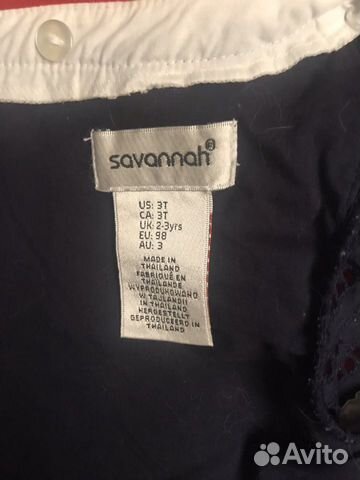 savannah®
US: 3T
CA: 3T
UK: 2-3yrs
EU: 98
AU: 3
MADE IN
THAILAND
FABRIQUÉ EN
THAÏLANDE
WYPRODUKOWANO
W TAJLANDII
IN THAILAND
HERGESTELLT
GEPRODUCEERD IN
THAILAND
Avito